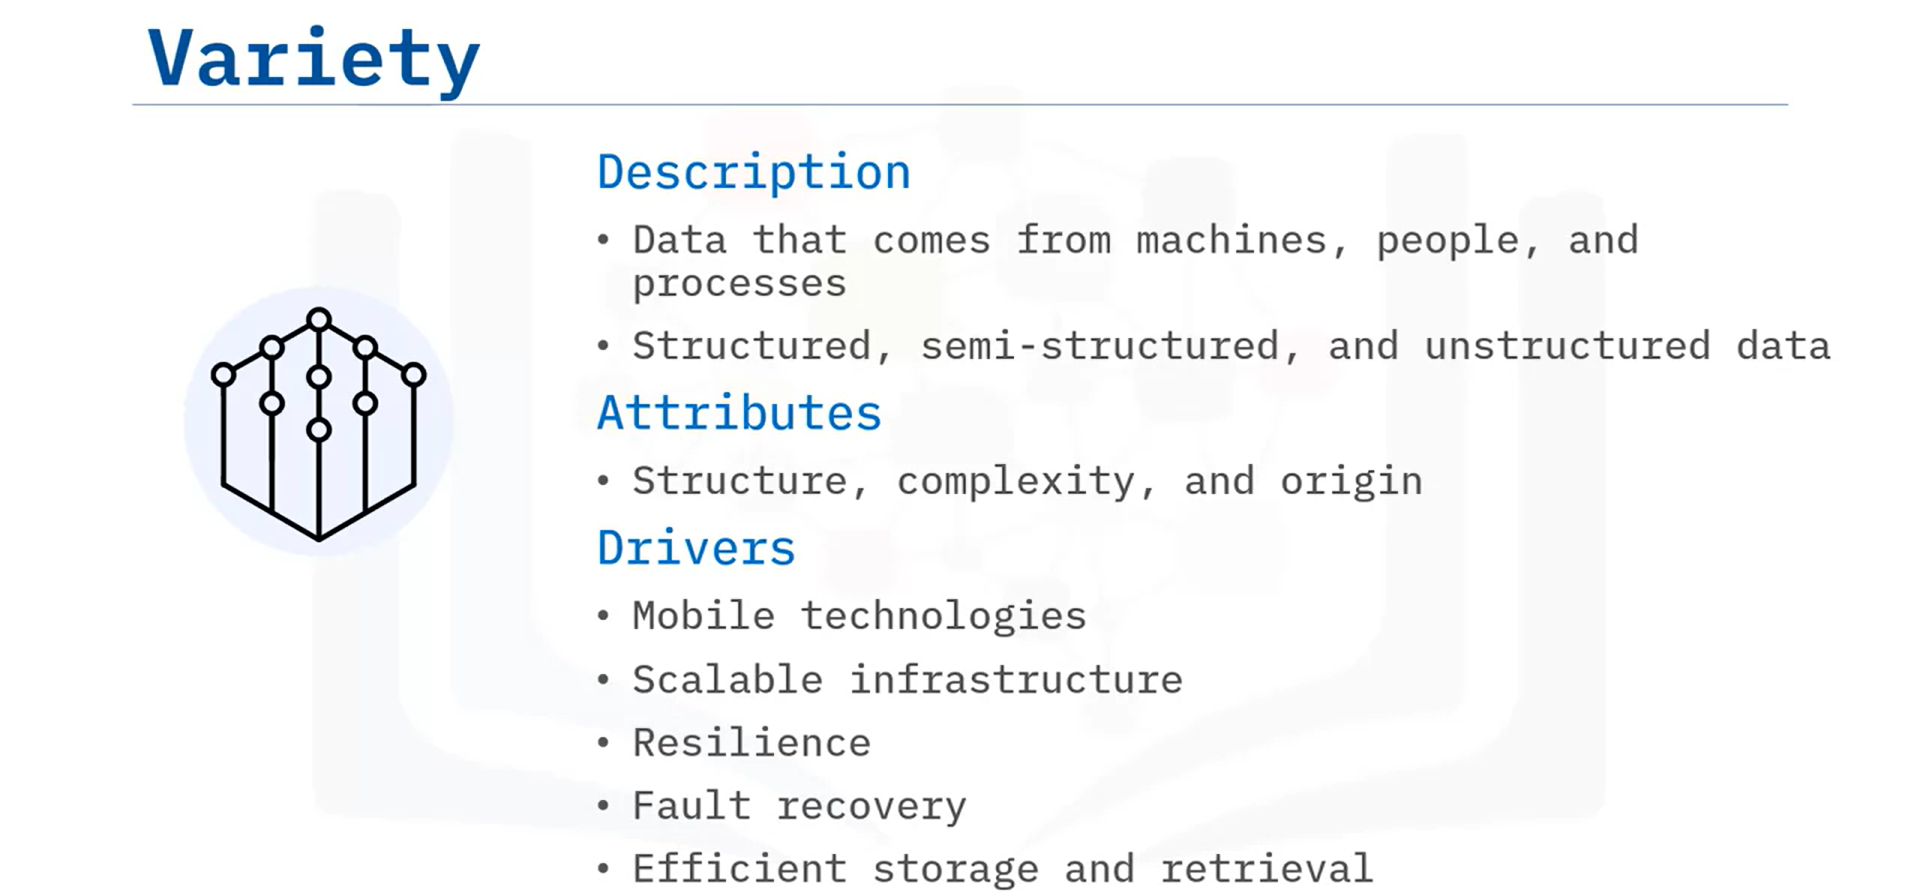 Variety
Description
• Data that comes from machines, people, and
processes
• Structured, semi-structured, and unstructured data
Attributes
• Structure, complexity, and origin
Drivers
• Mobile technologies
• Scalable infrastructure
• Resilience
• Fault recovery
• Efficient storage and retrieval